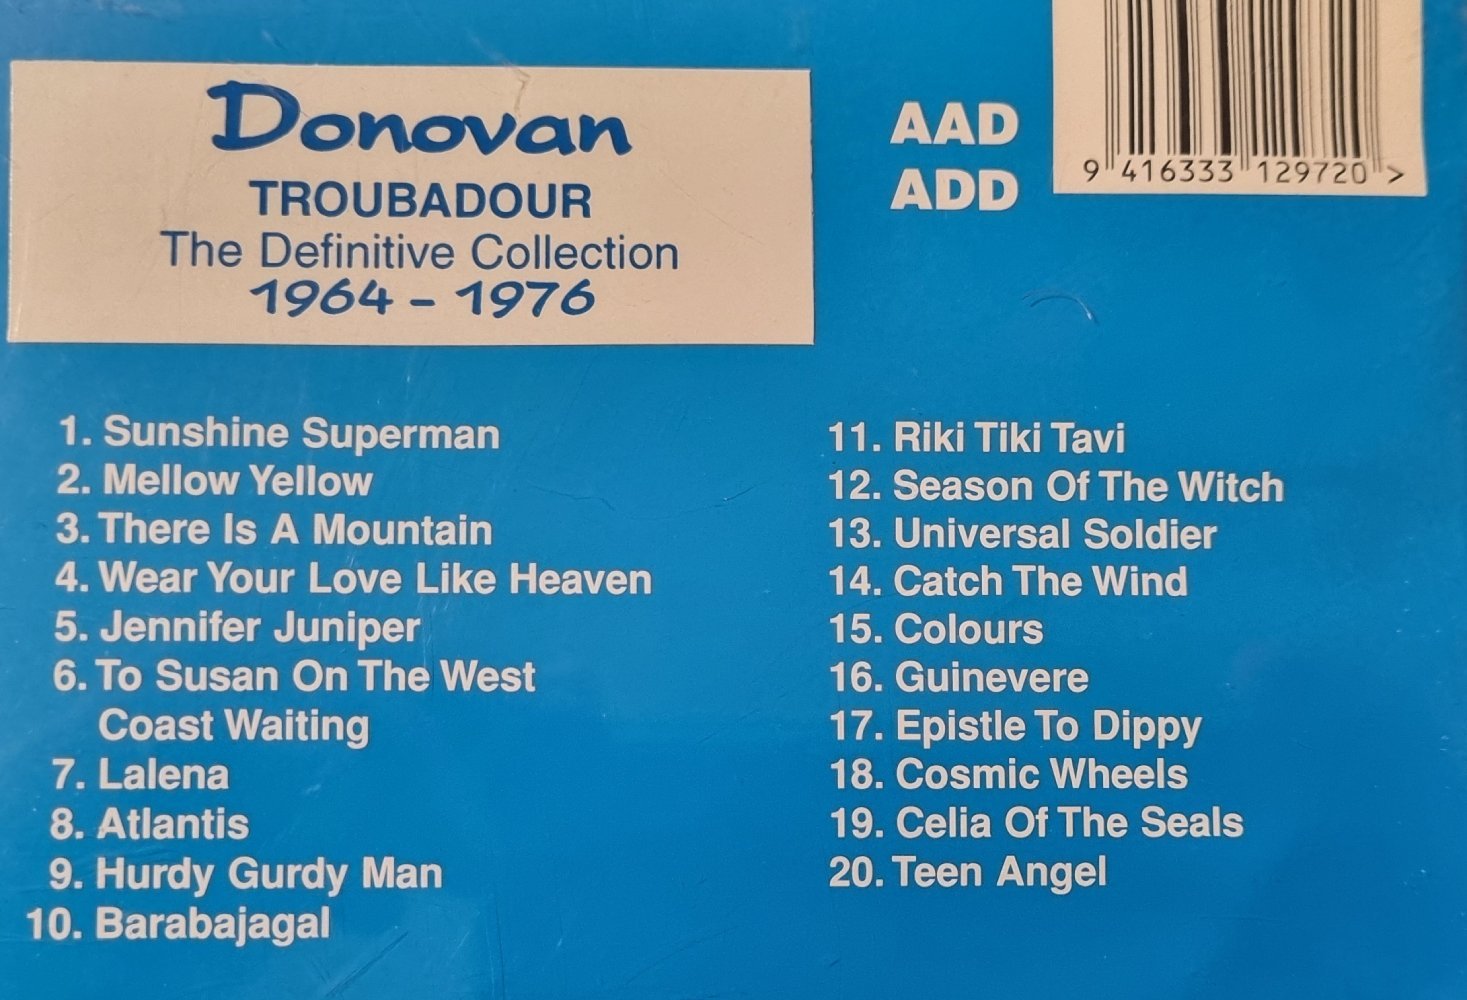 Donovan
TROUBADOUR
The Definitive Collection
1964 - 1976
AAD
ADD
9 416333 129720 >
1. Sunshine Superman
2. Mellow Yellow
3. There Is A Mountain
4. Wear Your Love Like Heaven
5. Jennifer Juniper
6. To Susan On The West
Coast Waiting
7. Lalena
8. Atlantis
9. Hurdy Gurdy Man
10. Barabajagal
11. Riki Tiki Tavi
12. Season Of The Witch
13. Universal Soldier
14. Catch The Wind
15. Colours
16. Guinevere
17. Epistle To Dippy
18. Cosmic Wheels
19. Celia Of The Seals
20. Teen Angel